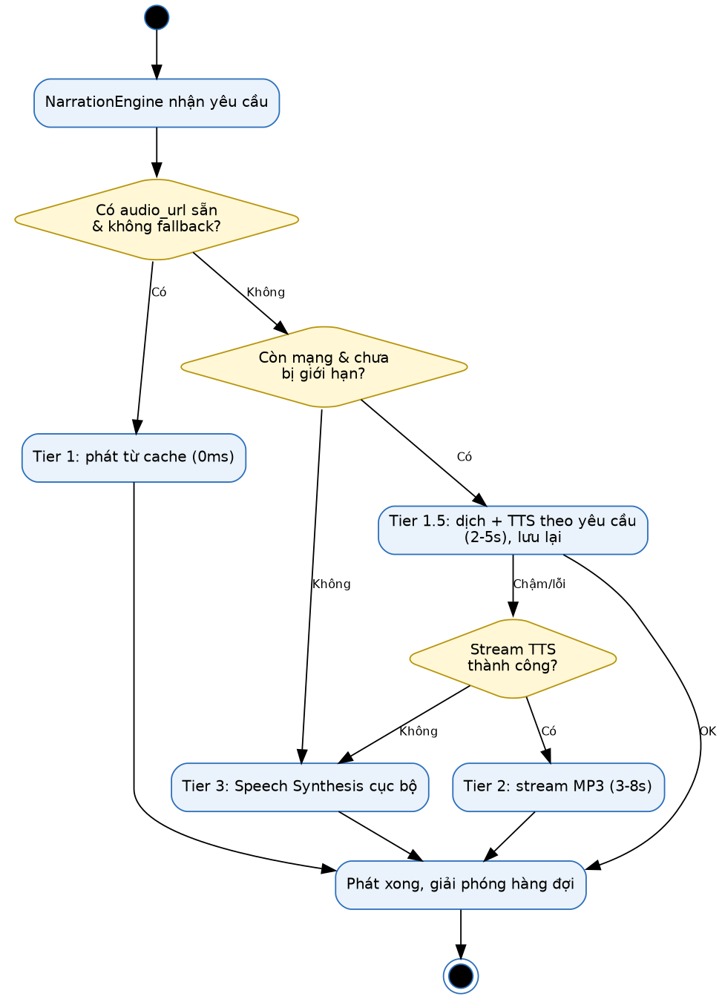 NarrationEngine nhận yêu cầu
Có audio_url sẵn
& không fallback?
Có
Không
Còn mạng & chưa
bị giới hạn?
Tier 1: phát từ cache (0ms)
Có
Tier 1.5: dịch + TTS theo yêu cầu
(2-5s), lưu lại
Không
Chậm/lỗi
Stream TTS
thành công?
Không
Có
OK
Tier 3: Speech Synthesis cục bộ
Tier 2: stream MP3 (3-8s)
Phát xong, giải phóng hàng đợi